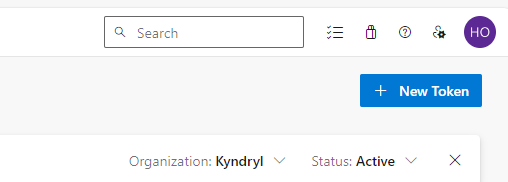 Search
HO
New Token
Organization: Kyndryl
Status: Active